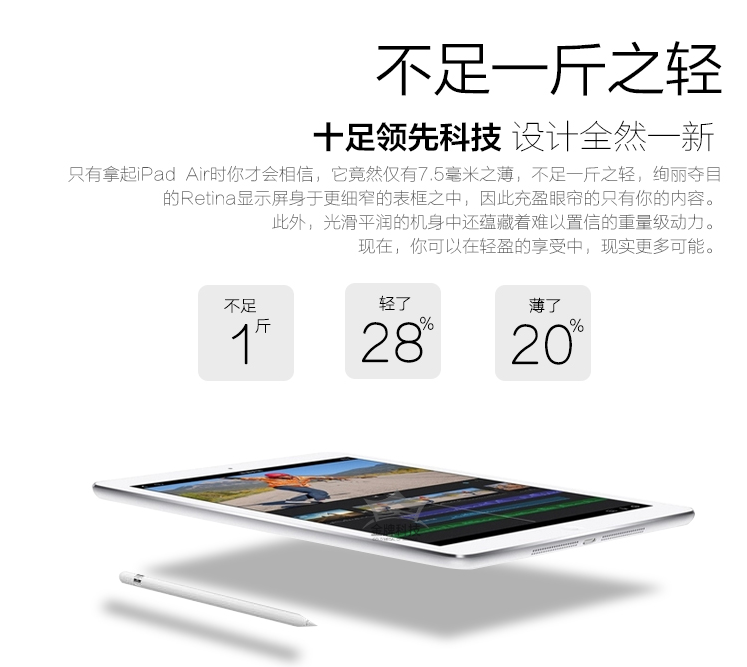 不足一斤之轻
十足领先科技 设计全然一新
只有拿起iPad Air时你才会相信，它竟然仅有7.5毫米之薄，不足一斤之轻，绚丽夺目
的Retina显示屏身于更细窄的表框之中，因此充盈眼帘的只有你的内容。
此外，光滑平润的机身中还蕴藏着难以置信的重量级动力。
现在，你可以在轻盈的享受中，现实更多可能。
不足
1斤
轻了
28%
薄了
20%